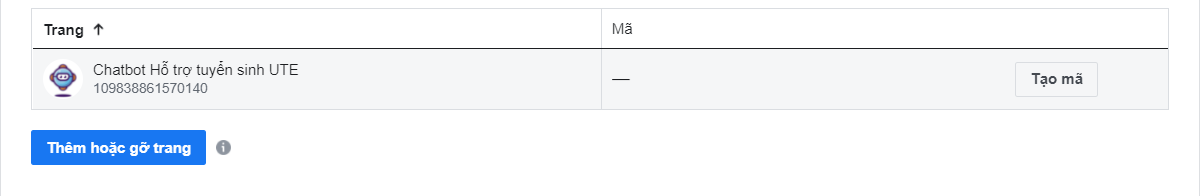 Trang ↑ Mã
Chatbot Hỗ trợ tuyển sinh UTE
109838861570140
— Tạo mã
Thêm hoặc gỡ trang